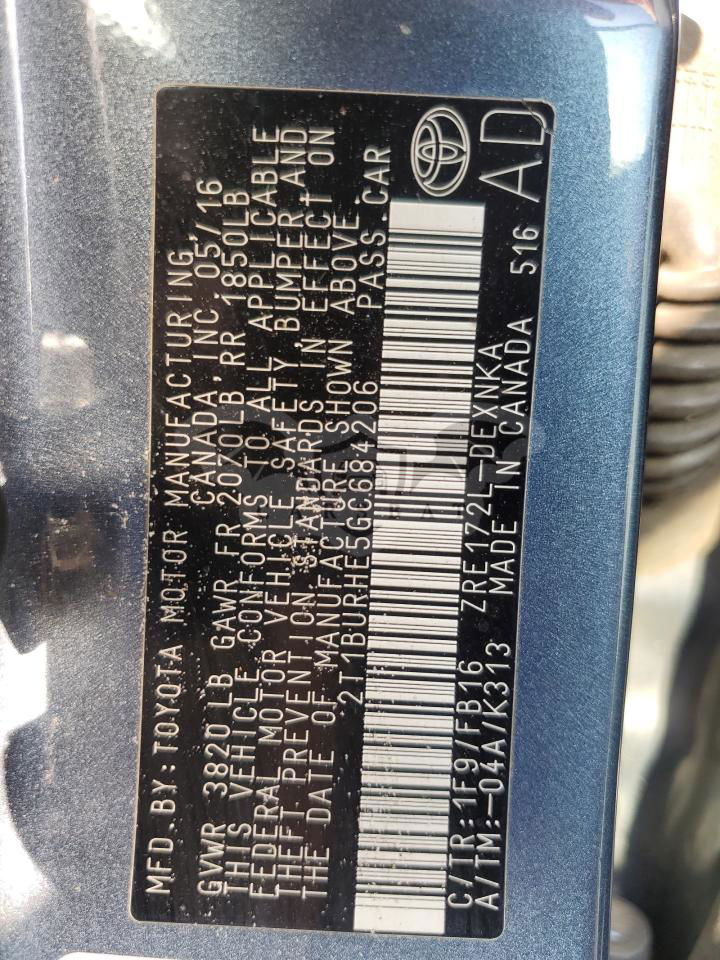 MFD. BY: TOYOTA MOTOR MANUFACTURING
CANADA, INC. 05/16
GVWR 3820 LB GAWR FR 2070LB, RR 1850LB
THIS VEHICLE CONFORMS TO ALL APPLICABLE
FEDERAL MOTOR VEHICLE SAFETY, BUMPER AND
THEFT PREVENTION STANDARDS IN EFFECT ON
THE DATE OF MANUFACTURE SHOWN ABOVE.
2T1BURHE5GC684206 PASS. CAR
C/TR:1F9/FB16 ZRE172L-DEXNKA
A/TM:-04A/K313 MADE IN CANADA 516
AD